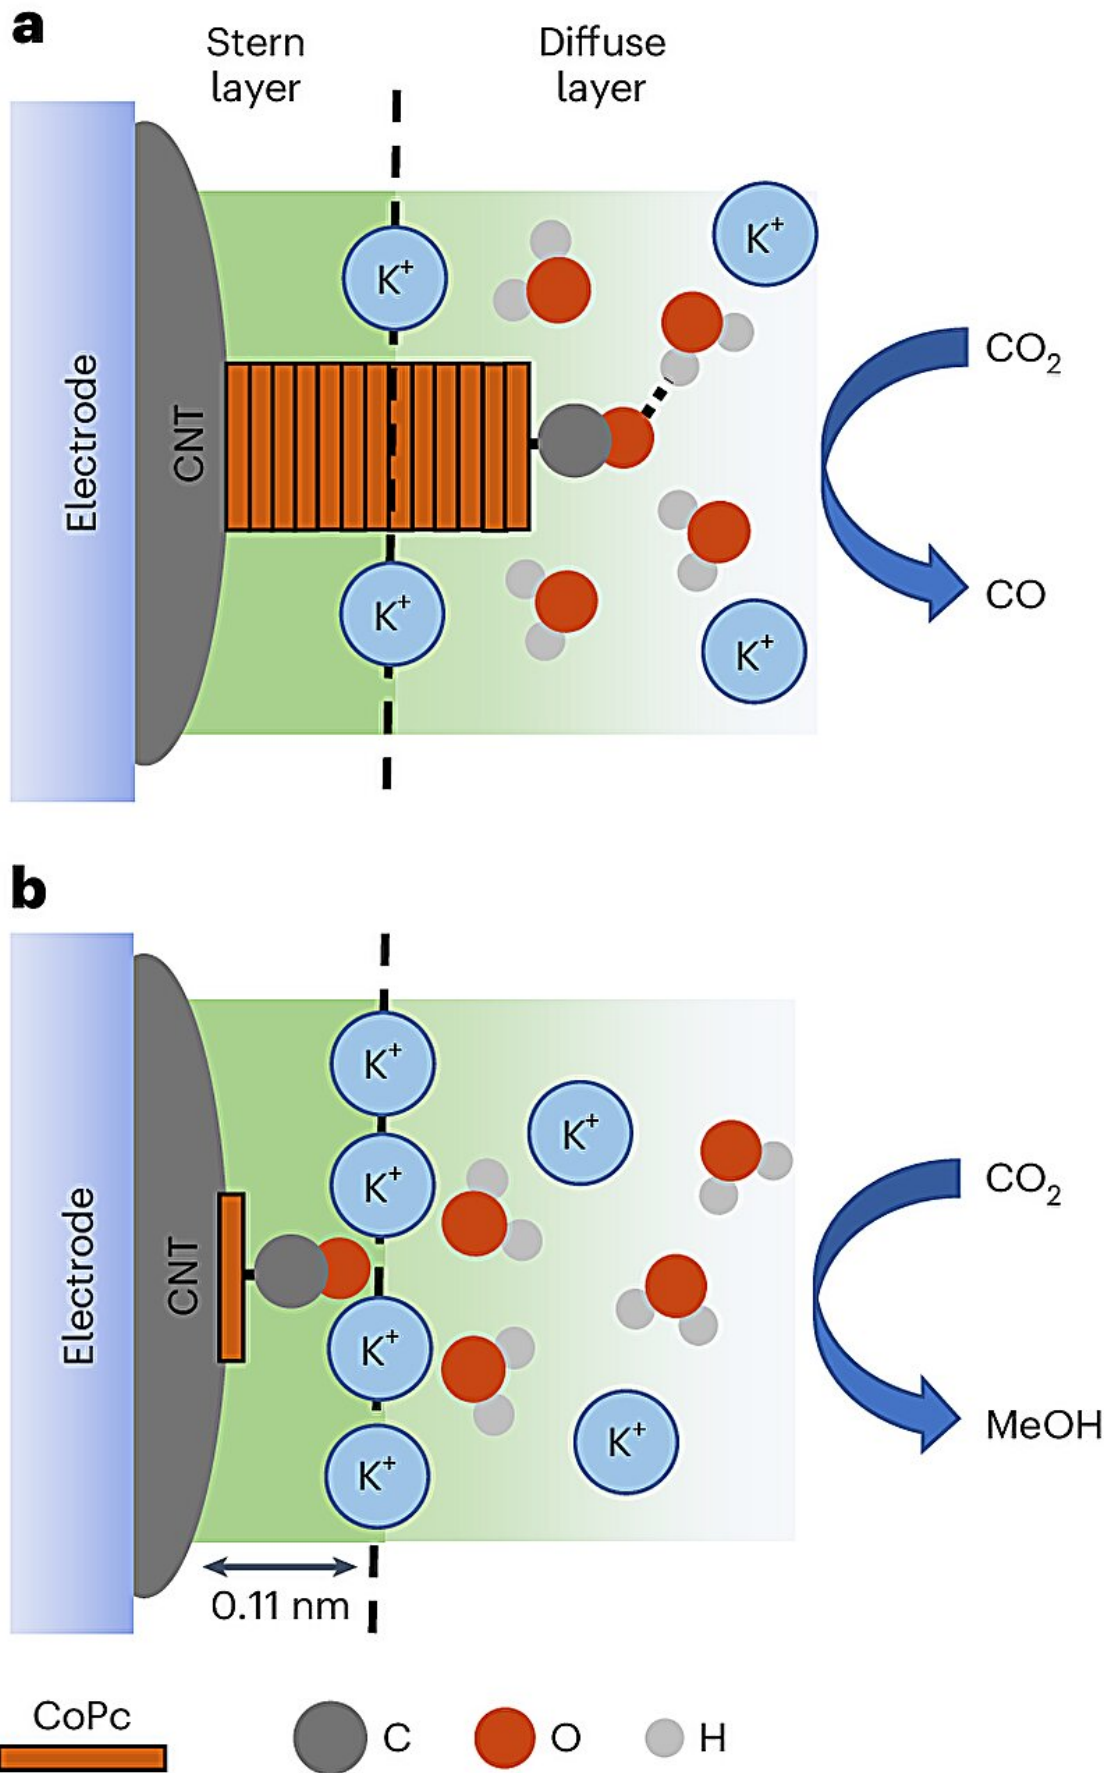 a
Stern
layer
Diffuse
layer
K⁺
K⁺
Electrode
CNT
CO₂
K⁺
K⁺
CO
b
K⁺
K⁺
K⁺
Electrode
CNT
CO₂
K⁺
K⁺
K⁺
MeOH
0.11 nm
CoPc
C
O
H